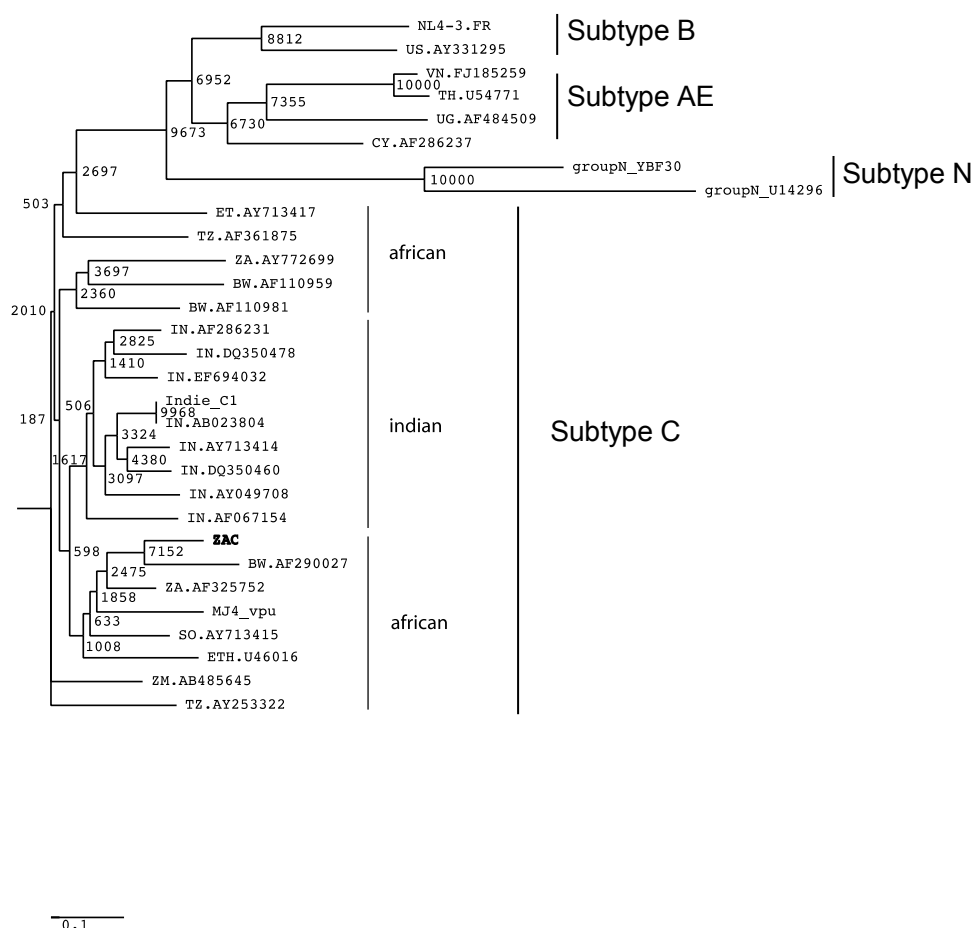 NL4-3.FR
8812
Subtype B
US.AY331295
6952
VN.FJ185259
10000
TH.U54771
7355
Subtype AE
UG.AF484509
6730
9673
CY.AF286237
groupN_YBF30
10000
Subtype N
groupN_U14296
2697
503
ET.AY713417
TZ.AF361875
african
ZA.AY772699
3697
BW.AF110959
2360
BW.AF110981
2010
IN.AF286231
2825
IN.DQ350478
1410
IN.EF694032
Indie_C1
506
9968
IN.AB023804
187
indian
Subtype C
3324
IN.AY713414
1617
4380
IN.DQ350460
3097
IN.AY049708
IN.AF067154
ZAC
598
7152
BW.AF290027
2475
ZA.AF325752
1858
MJ4_vpu
633
african
SO.AY713415
1008
ETH.U46016
ZM.AB485645
TZ.AY253322
0.1